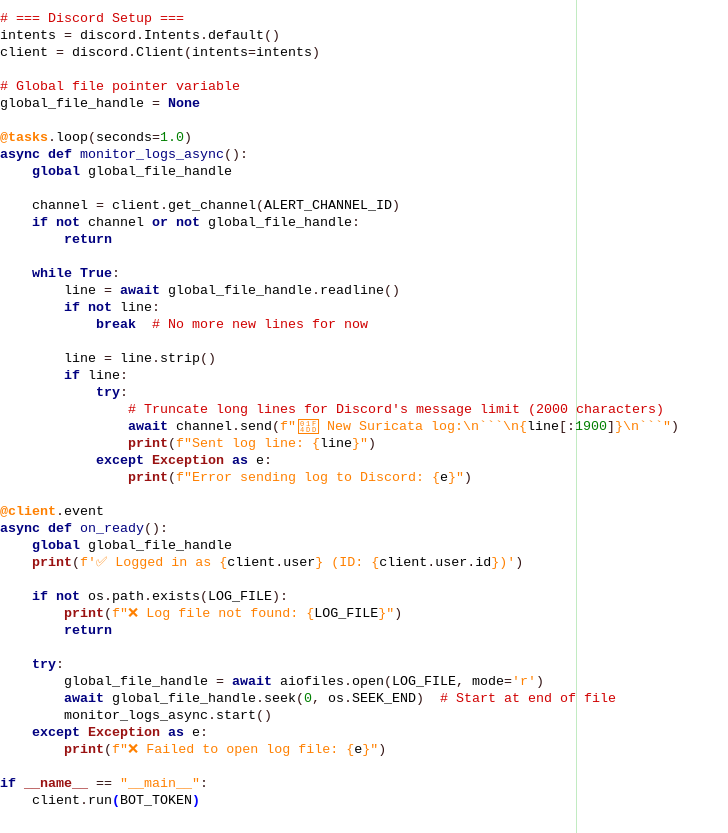 # === Discord Setup ===
intents = discord.Intents.default()
client = discord.Client(intents=intents)

# Global file pointer variable
global_file_handle = None

@tasks.loop(seconds=1.0)
async def monitor_logs_async():
    global global_file_handle

    channel = client.get_channel(ALERT_CHANNEL_ID)
    if not channel or not global_file_handle:
        return

    while True:
        line = await global_file_handle.readline()
        if not line:
            break  # No more new lines for now

        line = line.strip()
        if line:
            try:
                # Truncate long lines for Discord's message limit (2000 characters)
                await channel.send(f"📝 New Suricata log:\n```\n{line[:1900]}\n```")
                print(f"Sent log line: {line}")
            except Exception as e:
                print(f"Error sending log to Discord: {e}")

@client.event
async def on_ready():
    global global_file_handle
    print(f'✅ Logged in as {client.user} (ID: {client.user.id})')

    if not os.path.exists(LOG_FILE):
        print(f"❌ Log file not found: {LOG_FILE}")
        return

    try:
        global_file_handle = await aiofiles.open(LOG_FILE, mode='r')
        await global_file_handle.seek(0, os.SEEK_END)  # Start at end of file
        monitor_logs_async.start()
    except Exception as e:
        print(f"❌ Failed to open log file: {e}")

if __name__ == "__main__":
    client.run(BOT_TOKEN)